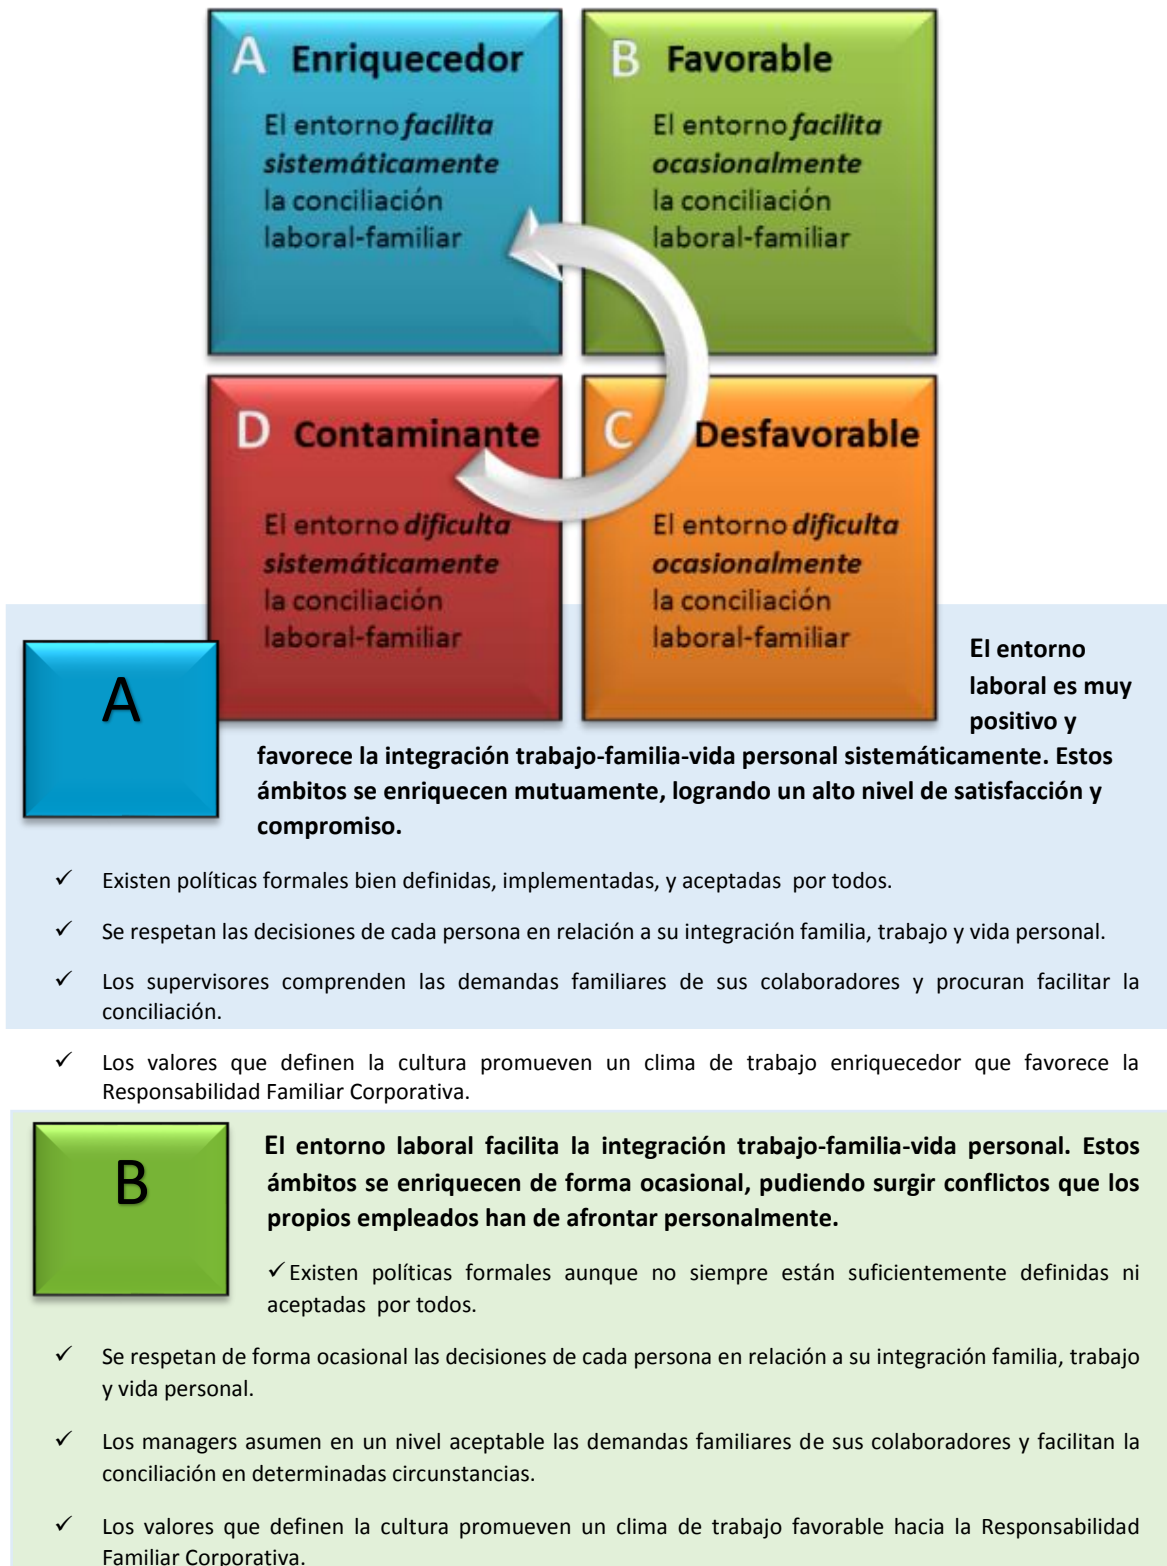 A Enriquecedor
El entorno facilita
sistemáticamente
la conciliación
laboral-familiar
B Favorable
El entorno facilita
ocasionalmente
la conciliación
laboral-familiar
D Contaminante
El entorno dificulta
sistemáticamente
la conciliación
laboral-familiar
C Desfavorable
El entorno dificulta
ocasionalmente
la conciliación
laboral-familiar
A
El entorno
laboral es muy
positivo y
favorece la integración trabajo-familia-vida personal sistemáticamente. Estos
ámbitos se enriquecen mutuamente, logrando un alto nivel de satisfacción y
compromiso.
✓ Existen políticas formales bien definidas, implementadas, y aceptadas por todos.
✓ Se respetan las decisiones de cada persona en relación a su integración familia, trabajo y vida personal.
✓ Los supervisores comprenden las demandas familiares de sus colaboradores y procuran facilitar la
conciliación.
✓ Los valores que definen la cultura promueven un clima de trabajo enriquecedor que favorece la
Responsabilidad Familiar Corporativa.
B
El entorno laboral facilita la integración trabajo-familia-vida personal. Estos
ámbitos se enriquecen de forma ocasional, pudiendo surgir conflictos que los
propios empleados han de afrontar personalmente.
✓ Existen políticas formales aunque no siempre están suficientemente definidas ni
aceptadas por todos.
✓ Se respetan de forma ocasional las decisiones de cada persona en relación a su integración familia, trabajo
y vida personal.
✓ Los managers asumen en un nivel aceptable las demandas familiares de sus colaboradores y facilitan la
conciliación en determinadas circunstancias.
✓ Los valores que definen la cultura promueven un clima de trabajo favorable hacia la Responsabilidad
Familiar Corporativa.